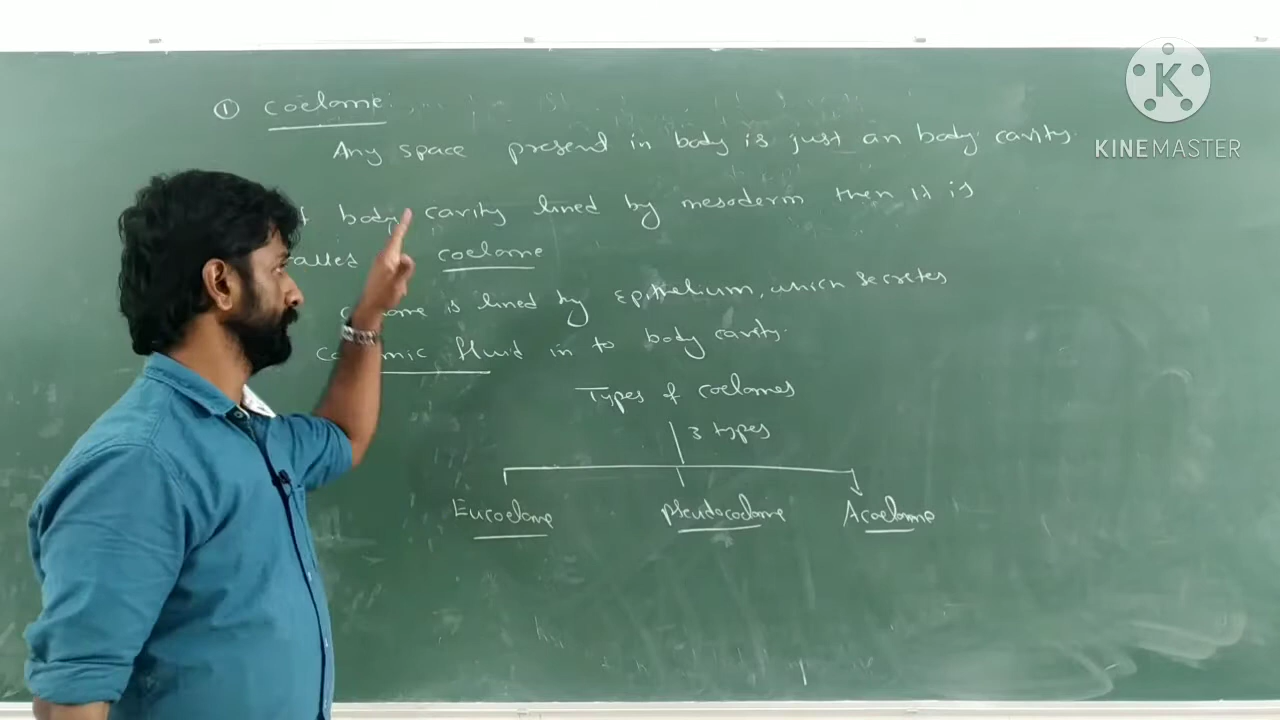 ① coelome
Any space present in body is just an body cavity.
body cavity lined by mesoderm then it is
coelome
is lined by Epithelium, which secretes
fluid in to body cavity.
Types of coelomes
3 types
Eucoelome pseudocoelome Acoelome
K
KINEMASTER